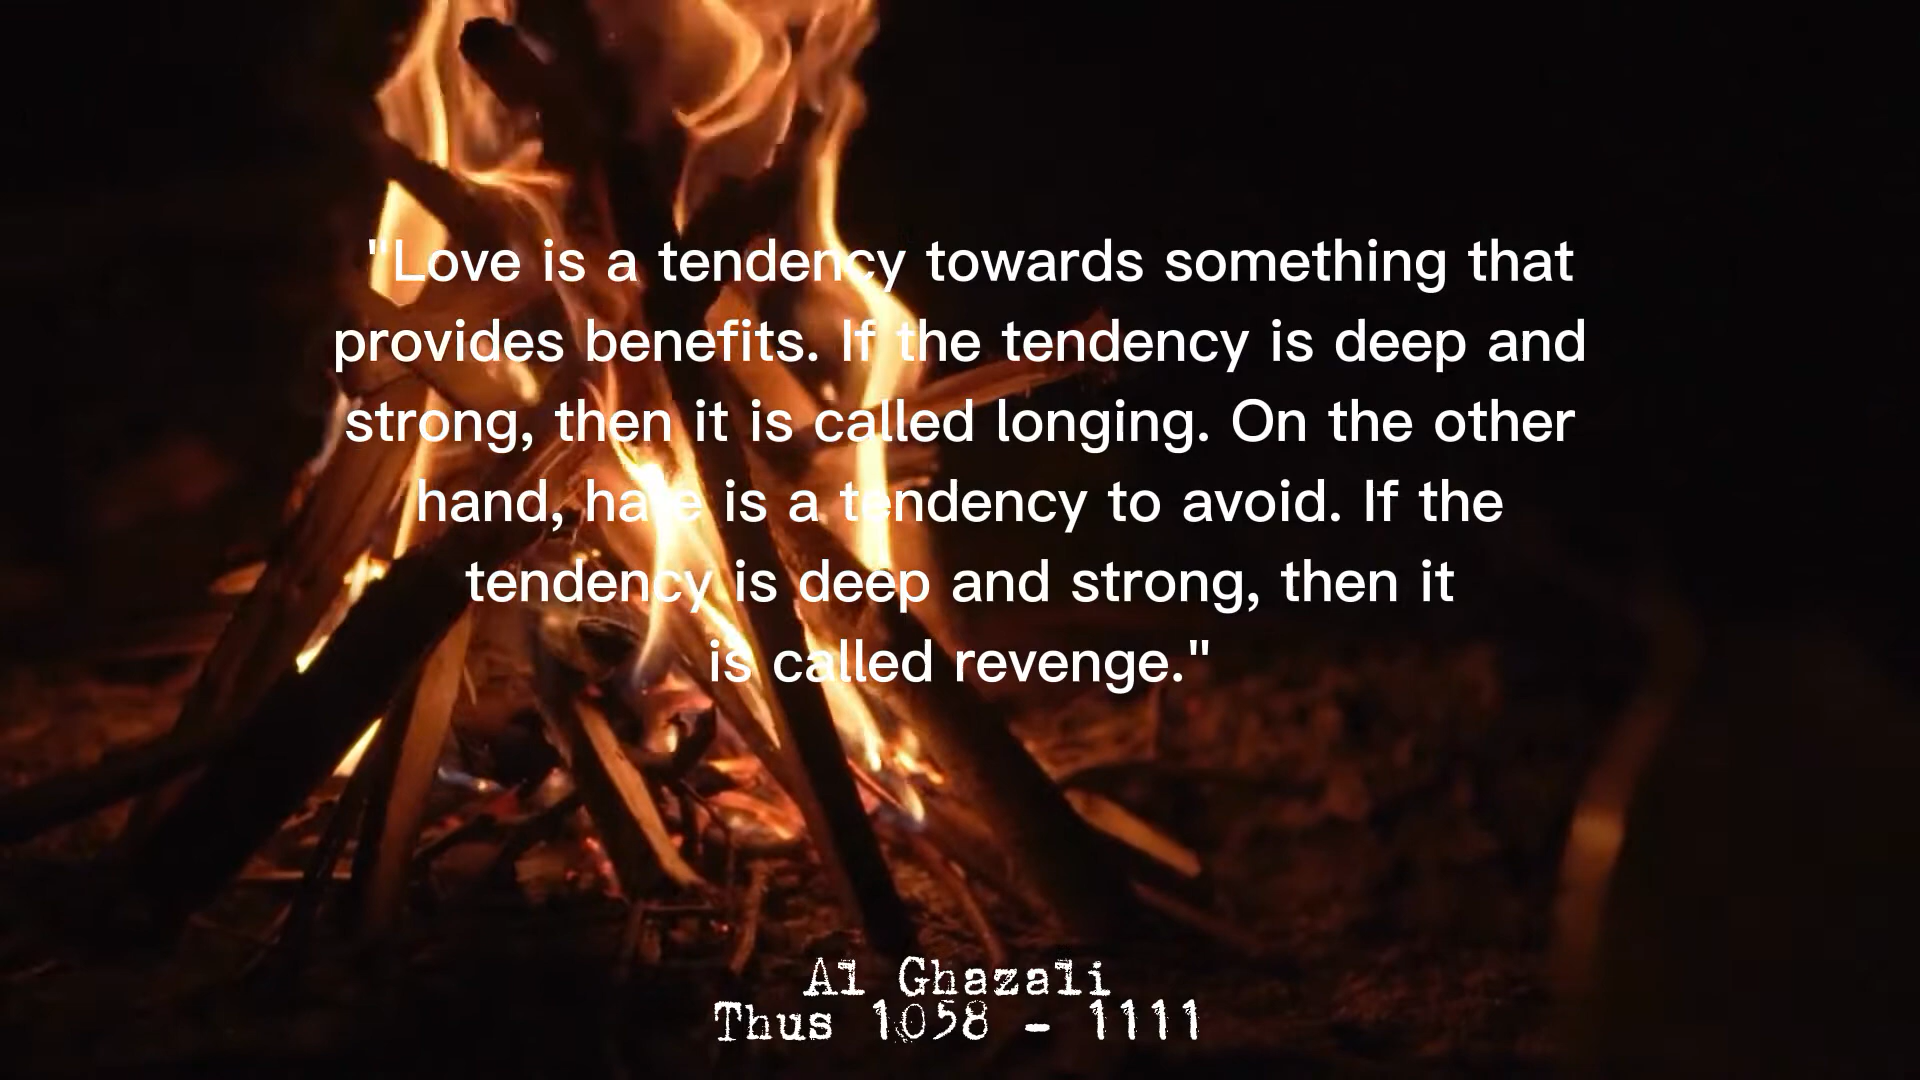 "Love is a tendency towards something that
provides benefits. If the tendency is deep and
strong, then it is called longing. On the other
hand, hate is a tendency to avoid. If the
tendency is deep and strong, then it
is called revenge."
Al Ghazali
Thus 1058 - 1111